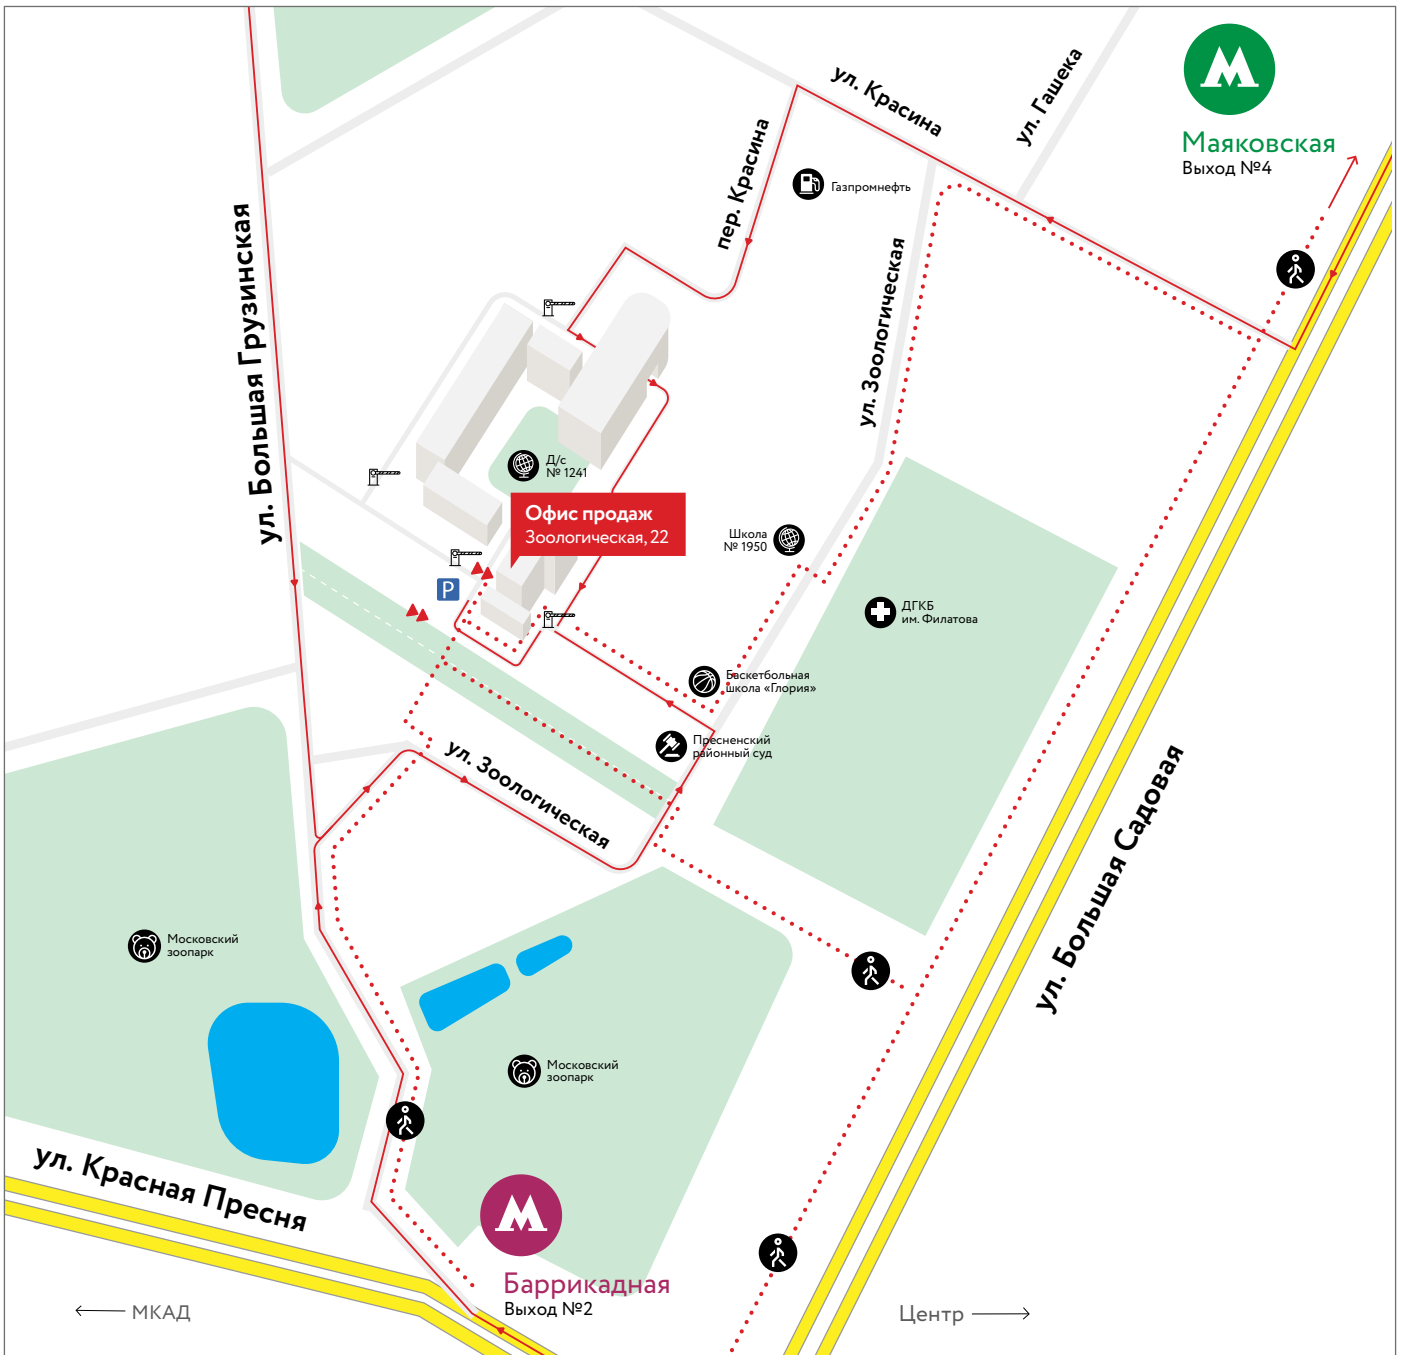 ул. Красина
ул. Гашека
Маяковская
Выход №4
пер. Красина
Газпромнефть
ул. Большая Грузинская
ул. Зоологическая
Д/с
№ 1241
Офис продаж
Зоологическая, 22
Школа
№ 1950
P
ДГКБ
им. Филатова
Баскетбольная
школа «Глория»
Пресненский
районный суд
ул. Зоологическая
ул. Большая Садовая
Московский
зоопарк
Московский
зоопарк
ул. Красная Пресня
Баррикадная
Выход №2
МКАД
Центр